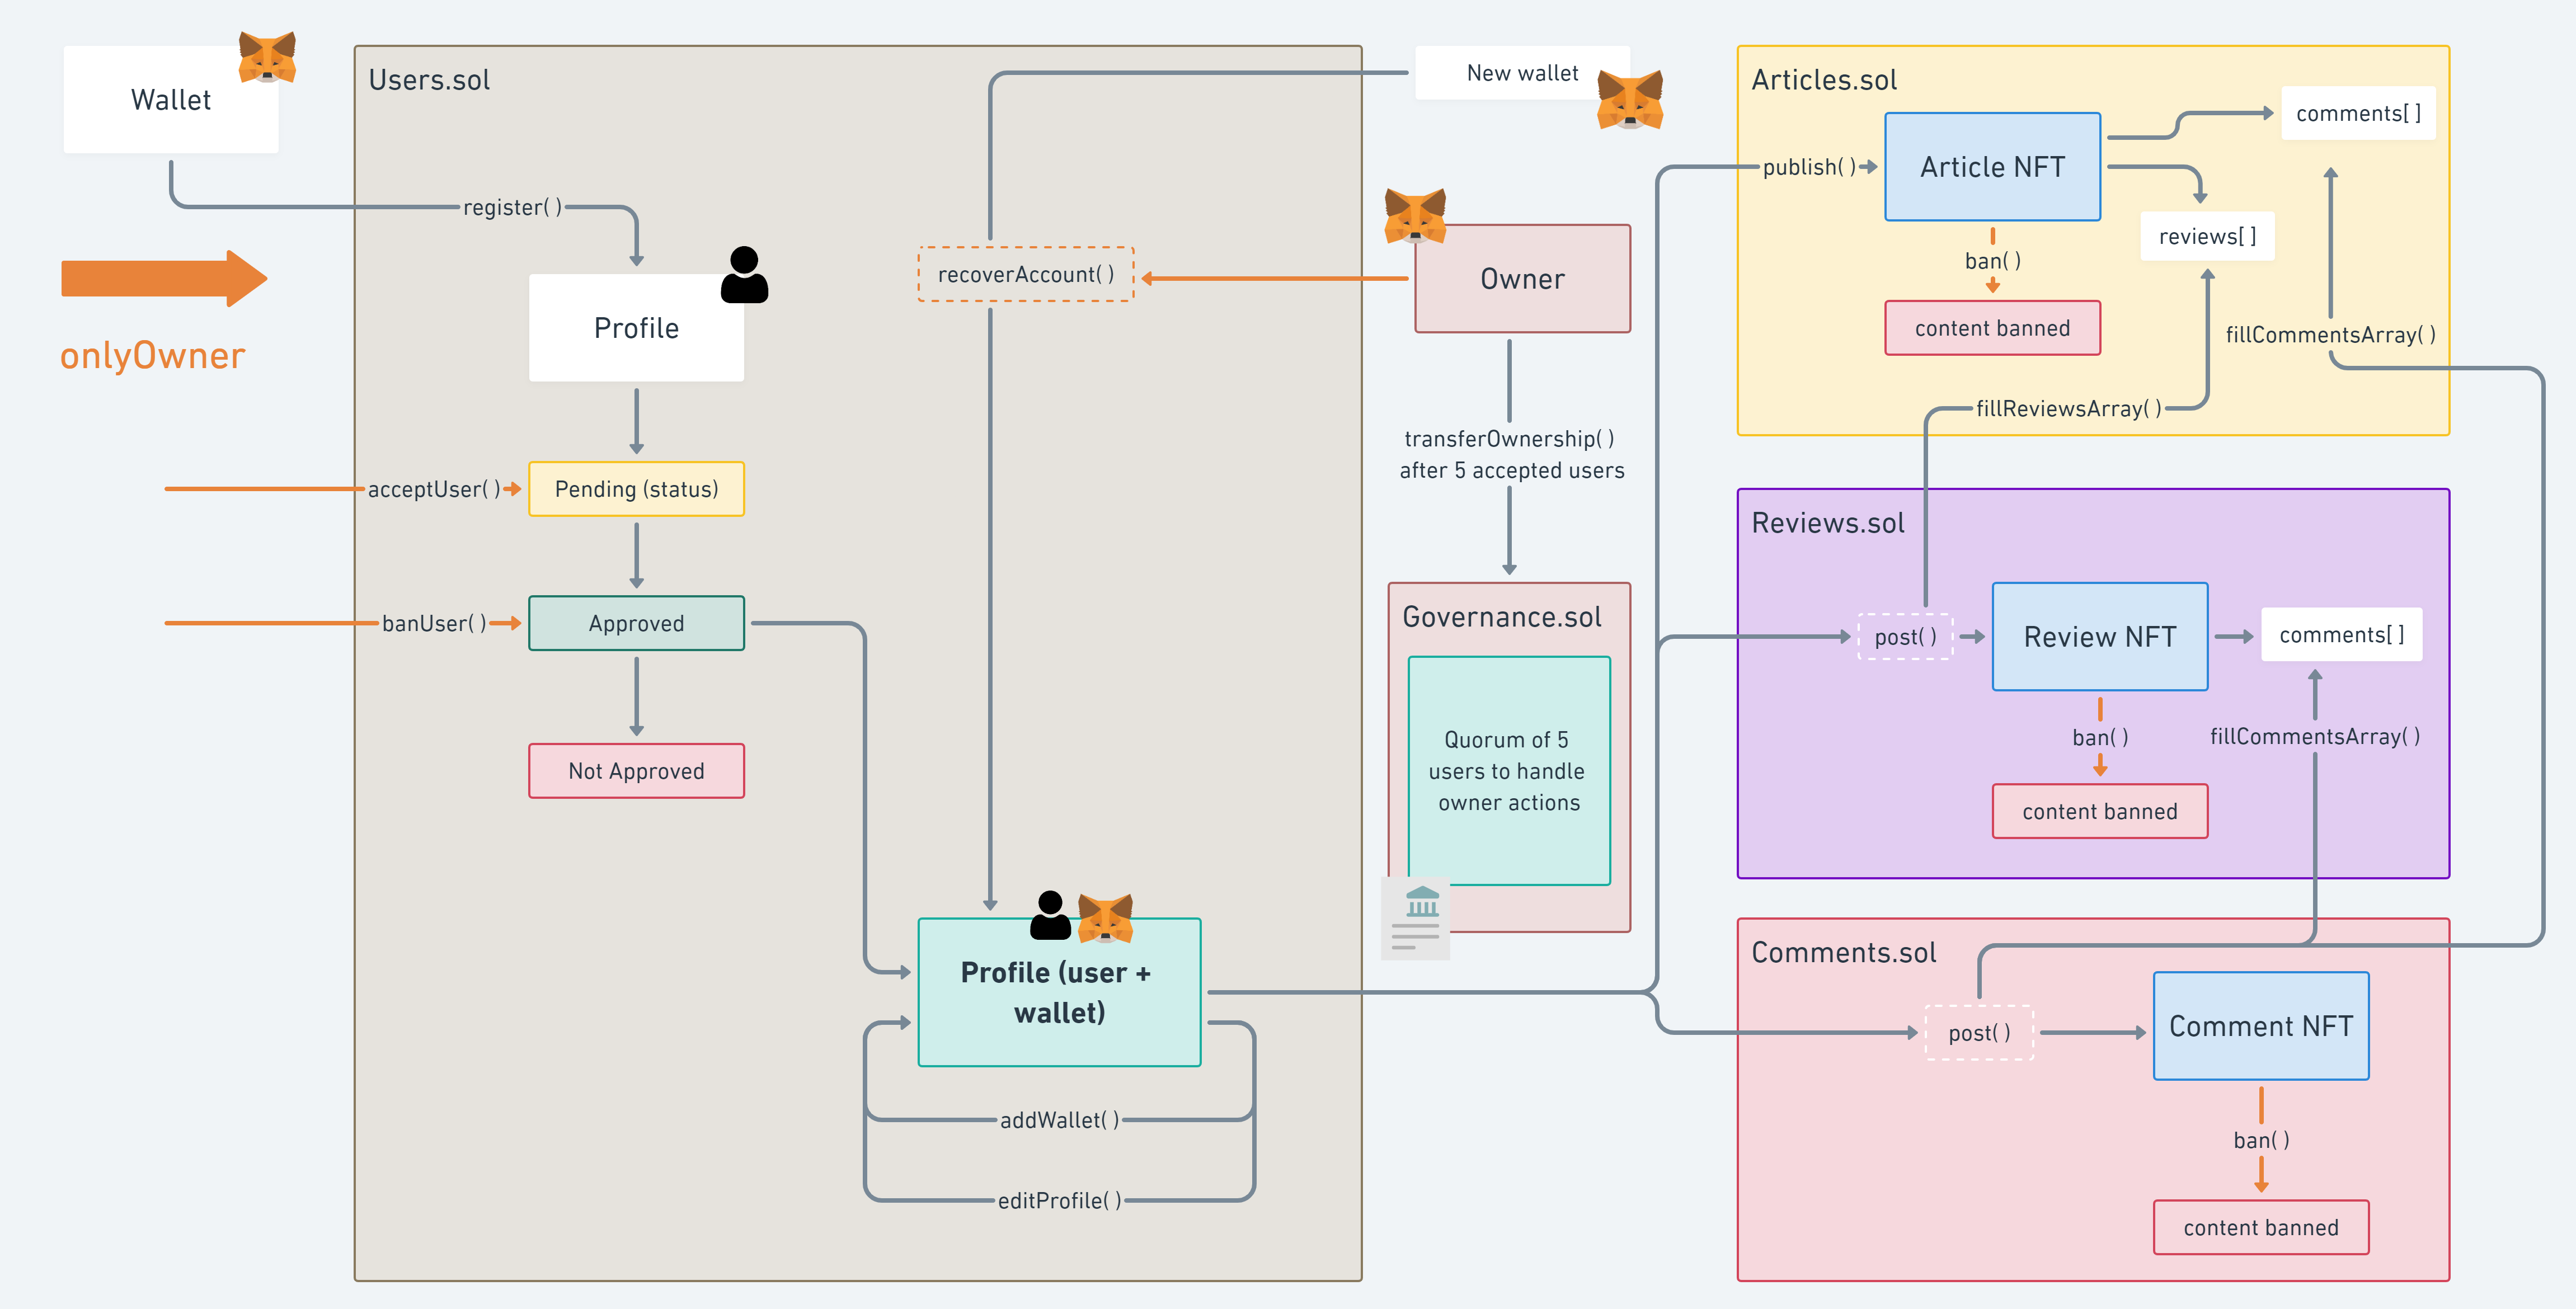 Wallet
onlyOwner
Users.sol
register( )
Profile
acceptUser( )
Pending (status)
banUser( )
Approved
Not Approved
recoverAccount( )
Profile (user +
wallet)
addWallet( )
editProfile( )
New wallet
Owner
transferOwnership( )
after 5 accepted users
Governance.sol
Quorum of 5
users to handle
owner actions
Articles.sol
publish( )
Article NFT
comments[ ]
reviews[ ]
ban( )
content banned
fillCommentsArray( )
fillReviewsArray( )
Reviews.sol
post( )
Review NFT
comments[ ]
ban( )
fillCommentsArray( )
content banned
Comments.sol
post( )
Comment NFT
ban( )
content banned